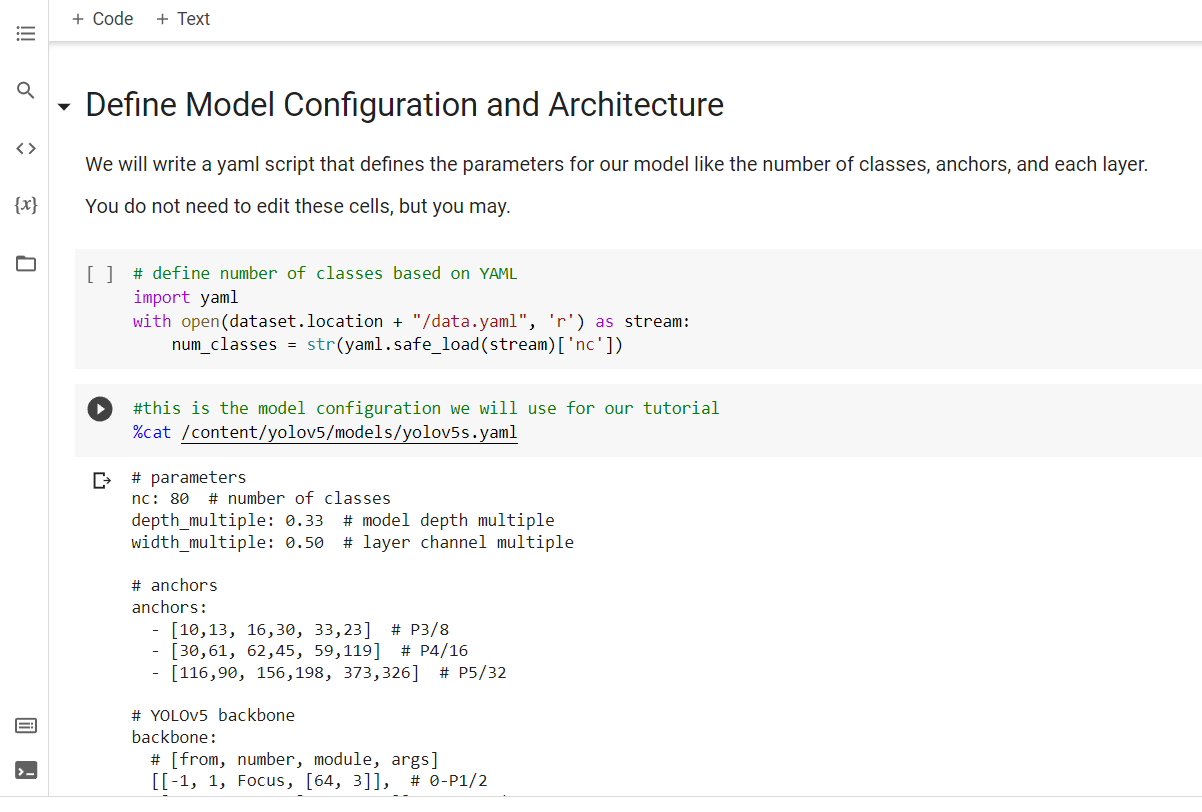 + Code + Text
Define Model Configuration and Architecture
We will write a yaml script that defines the parameters for our model like the number of classes, anchors, and each layer.
You do not need to edit these cells, but you may.
[ ] # define number of classes based on YAML
import yaml
with open(dataset.location + "/data.yaml", 'r') as stream:
    num_classes = str(yaml.safe_load(stream)['nc'])
#this is the model configuration we will use for our tutorial
%cat /content/yolov5/models/yolov5s.yaml
# parameters
nc: 80  # number of classes
depth_multiple: 0.33  # model depth multiple
width_multiple: 0.50  # layer channel multiple
# anchors
anchors:
  - [10,13, 16,30, 33,23]  # P3/8
  - [30,61, 62,45, 59,119]  # P4/16
  - [116,90, 156,198, 373,326]  # P5/32
# YOLOv5 backbone
backbone:
  # [from, number, module, args]
  [[-1, 1, Focus, [64, 3]],  # 0-P1/2
{x}